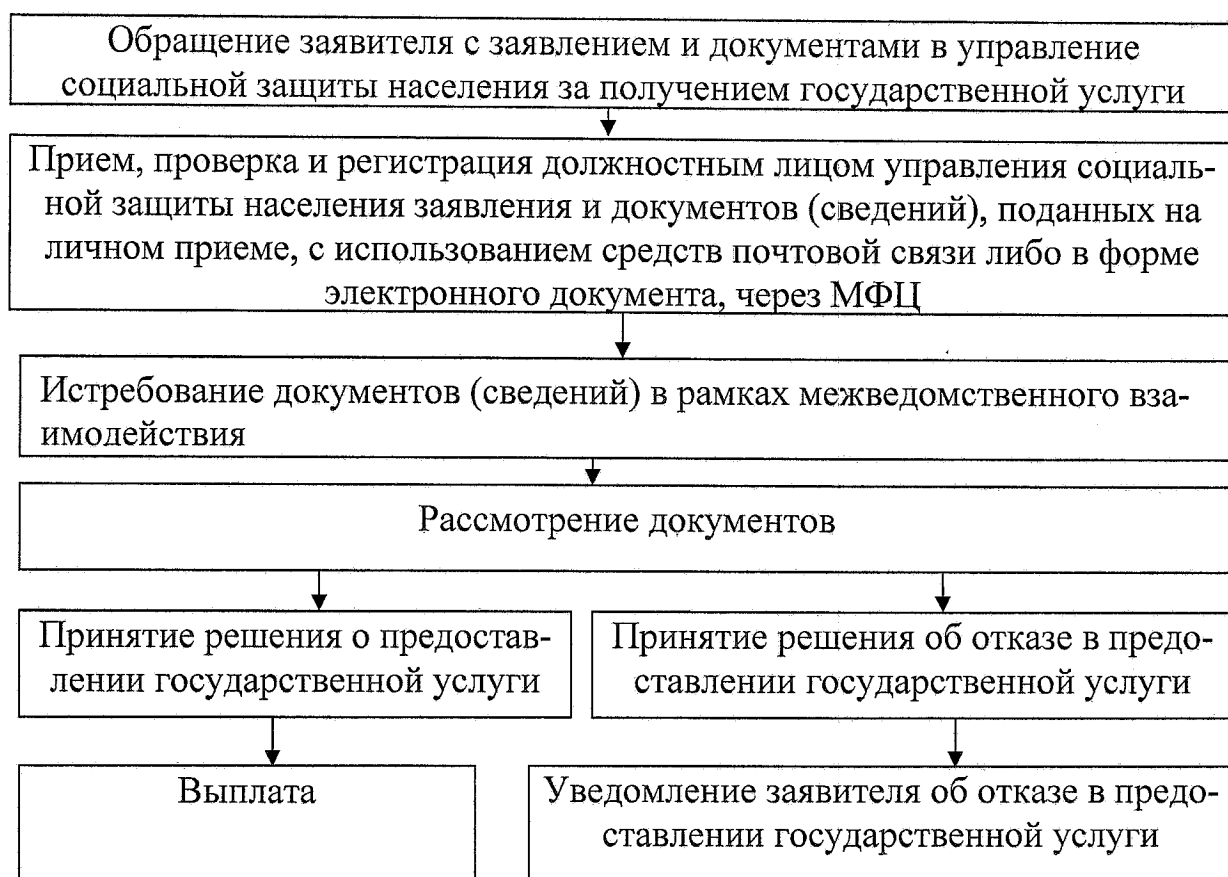 Обращение заявителя с заявлением и документами в управление
социальной защиты населения за получением государственной услуги
Прием, проверка и регистрация должностным лицом управления социаль-
ной защиты населения заявления и документов (сведений), поданных на
личном приеме, с использованием средств почтовой связи либо в форме
электронного документа, через МФЦ
Истребование документов (сведений) в рамках межведомственного вза-
имодействия
Рассмотрение документов
Принятие решения о предостав-
лении государственной услуги
Принятие решения об отказе в предо-
ставлении государственной услуги
Выплата
Уведомление заявителя об отказе в предо-
ставлении государственной услуги